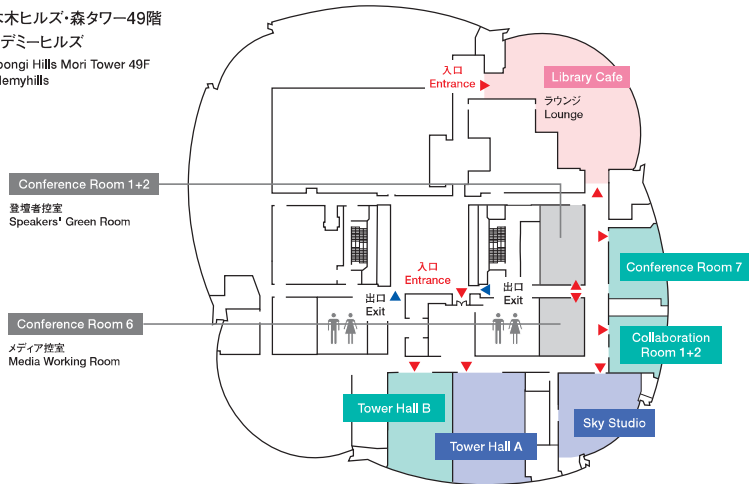 木ヒルズ・森タワー49階
デミーヒルズ
ongi Hills Mori Tower 49F
emyhills
入口
Entrance
Library Cafe
ラウンジ
Lounge
Conference Room 1+2
登壇者控室
Speakers' Green Room
入口
Entrance
出口
Exit
出口
Exit
Conference Room 7
Conference Room 6
メディア控室
Media Working Room
Collaboration
Room 1+2
Tower Hall B
Tower Hall A
Sky Studio